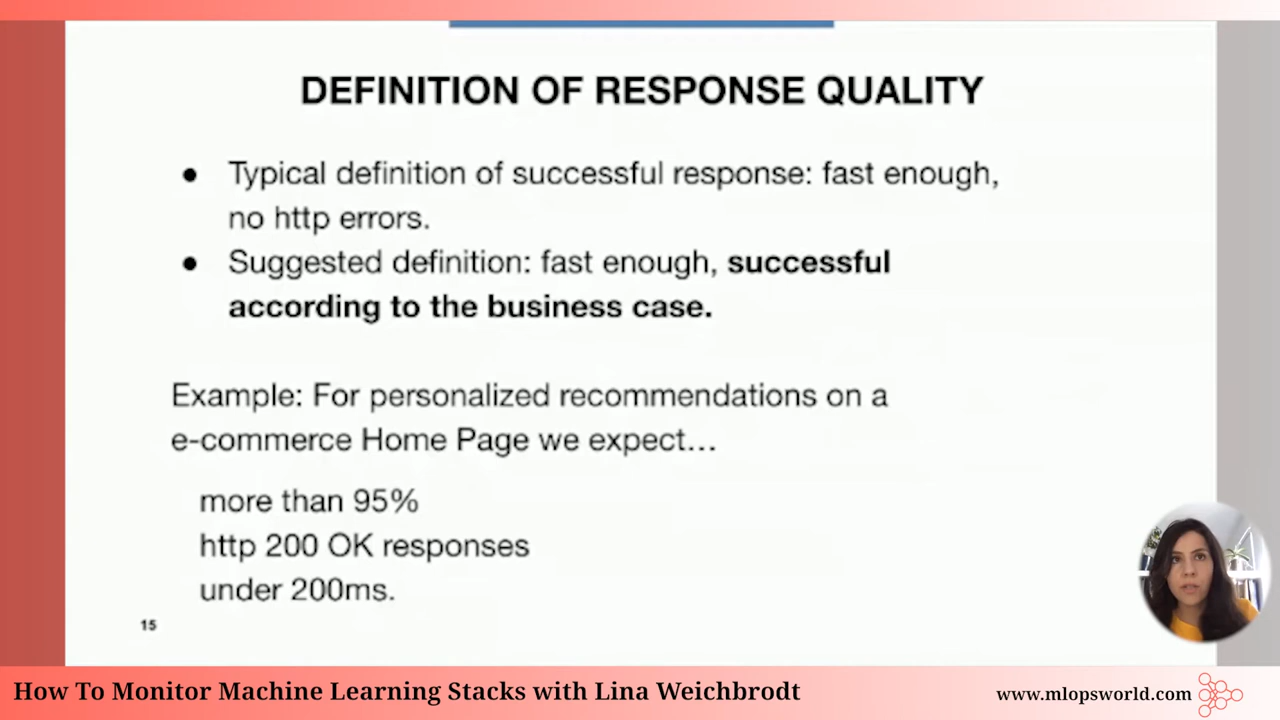 DEFINITION OF RESPONSE QUALITY
● Typical definition of successful response: fast enough,
no http errors.
● Suggested definition: fast enough, successful
according to the business case.
Example: For personalized recommendations on a
e-commerce Home Page we expect...
more than 95%
http 200 OK responses
under 200ms.
15
How To Monitor Machine Learning Stacks with Lina Weichbrodt
www.mlopsworld.com